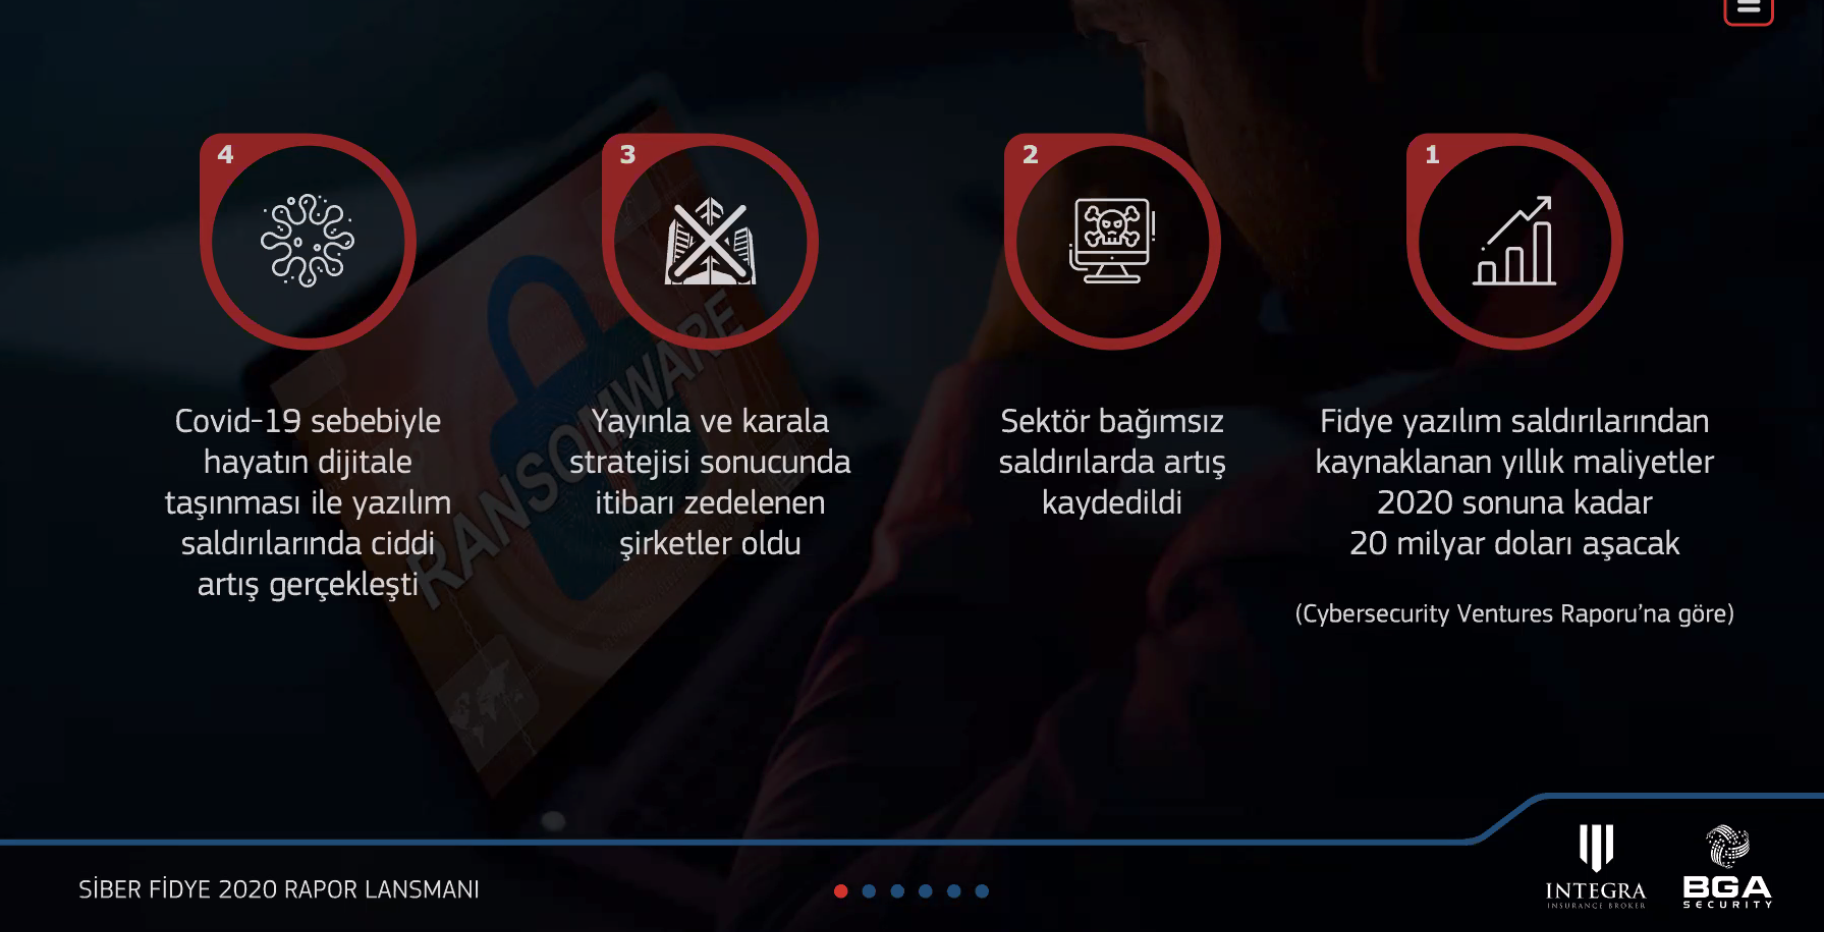 4
Covid-19 sebebiyle
hayatın dijitale
taşınması ile yazılım
saldırılarında ciddi
artış gerçekleşti
3
Yayınla ve karala
stratejisi sonucunda
itibarı zedelenen
şirketler oldu
2
Sektör bağımsız
saldırılarda artış
kaydedildi
1
Fidye yazılım saldırılarından
kaynaklanan yıllık maliyetler
2020 sonuna kadar
20 milyar doları aşacak
(Cybersecurity Ventures Raporu’na göre)
RANSOMWARE
SİBER FİDYE 2020 RAPOR LANSMANI
INTEGRA
INSURANCE BROKER
BGA
SECURITY